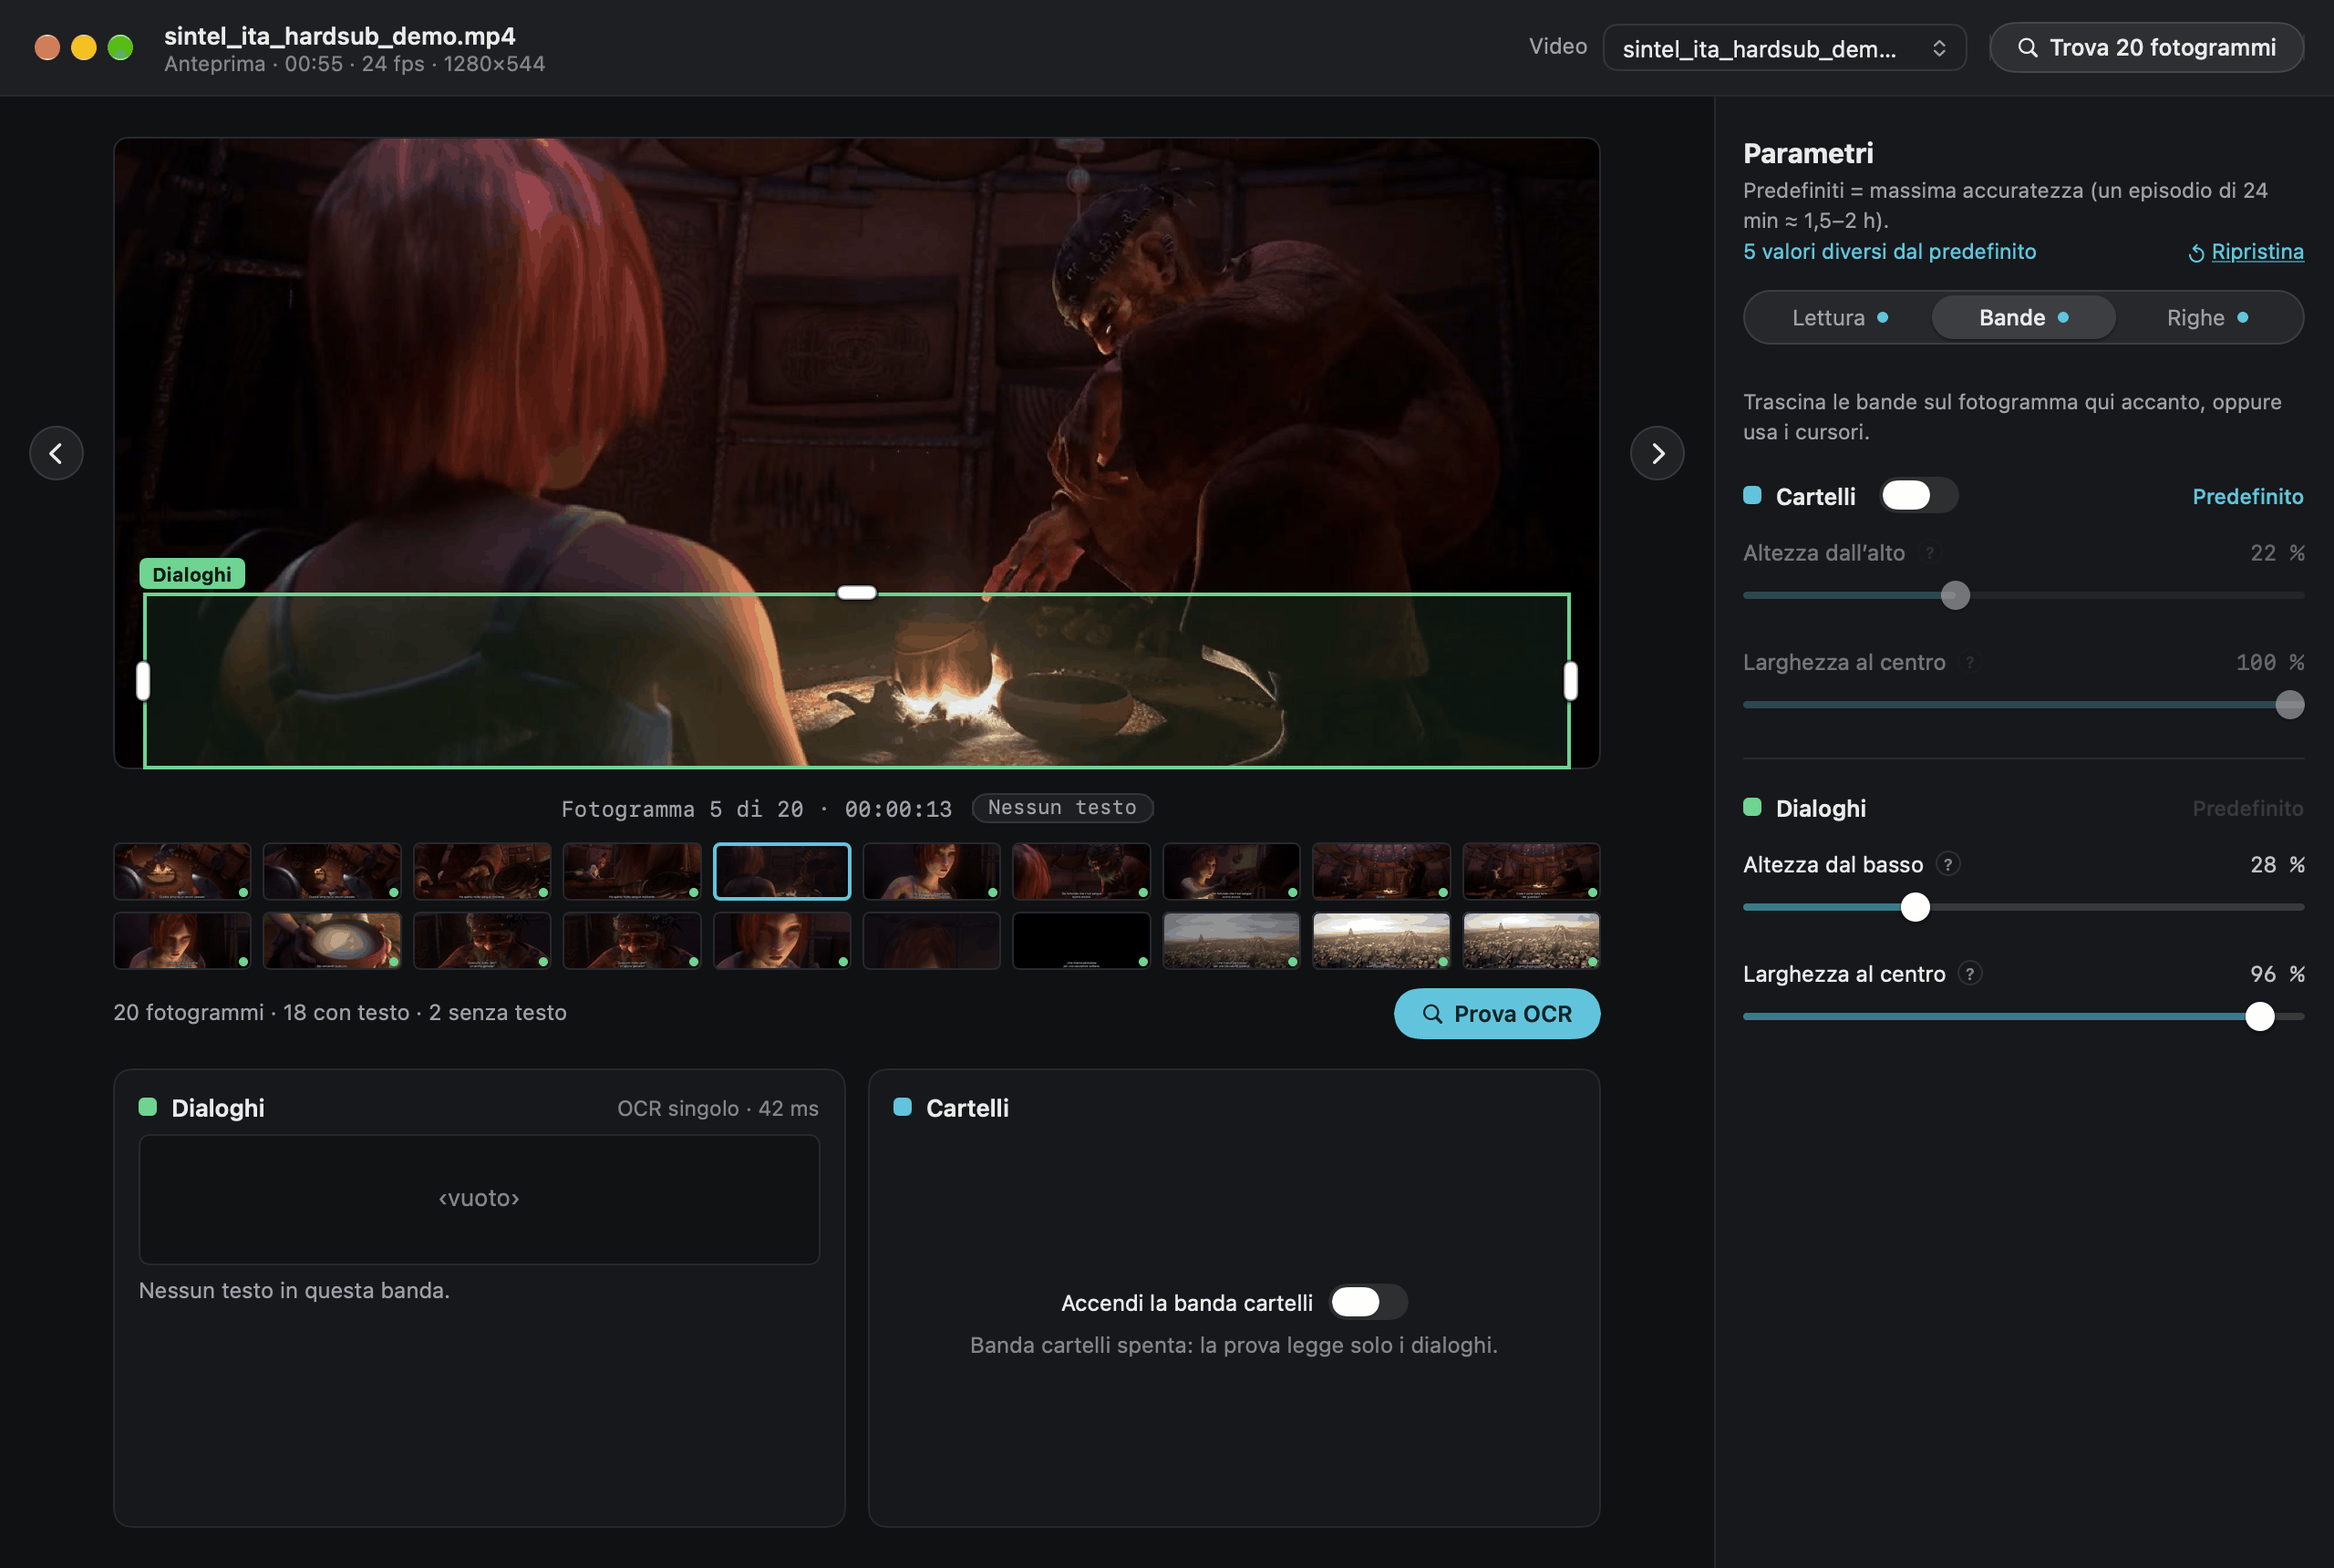 sintel_ita_hardsub_demo.mp4
Anteprima · 00:55 · 24 fps · 1280×544
Video
sintel_ita_hardsub_dem...
Trova 20 fotogrammi
Dialoghi
Fotogramma 5 di 20 · 00:00:13
Nessun testo
20 fotogrammi · 18 con testo · 2 senza testo
Prova OCR
Dialoghi
OCR singolo · 42 ms
‹vuoto›
Nessun testo in questa banda.
Cartelli
Accendi la banda cartelli
Banda cartelli spenta: la prova legge solo i dialoghi.
Parametri
Predefiniti = massima accuratezza (un episodio di 24
min ≈ 1,5–2 h).
5 valori diversi dal predefinito
Ripristina
Lettura
Bande
Righe
Trascina le bande sul fotogramma qui accanto, oppure
usa i cursori.
Cartelli
Predefinito
Altezza dall’alto ?
22 %
Larghezza al centro ?
100 %
Dialoghi
Predefinito
Altezza dal basso ?
28 %
Larghezza al centro ?
96 %